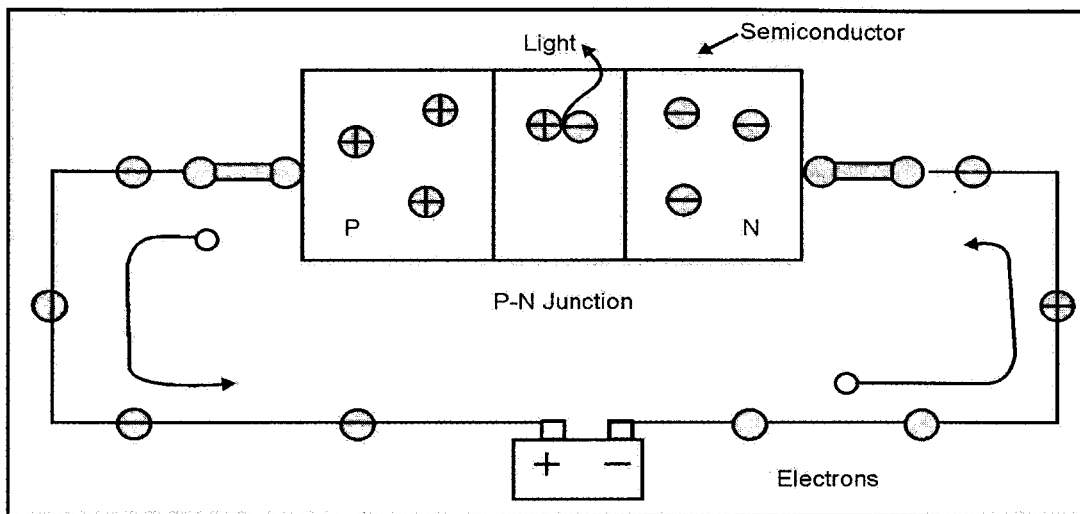 Semiconductor
Light
P
N
P-N Junction
+ −
Electrons